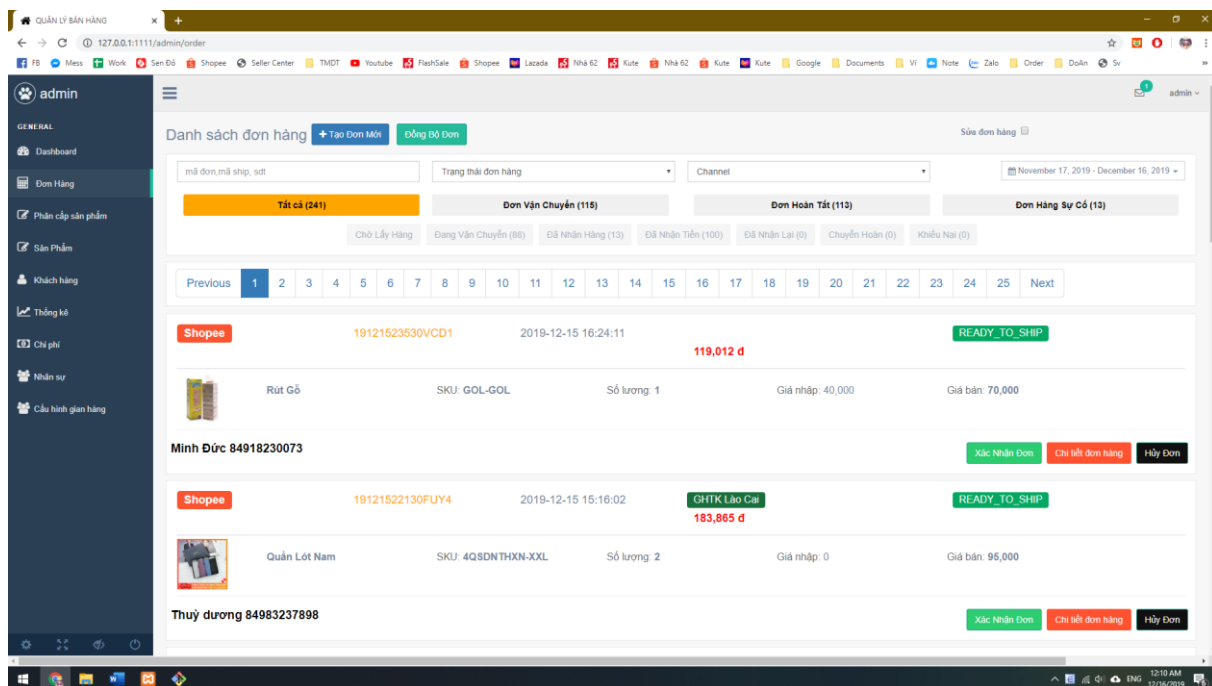 QUẢN LÝ BÁN HÀNG
127.0.0.1:1111/admin/order
FB Mess Work Sen Đỏ Shopee Seller Center TMDT Youtube FlashSale Shopee Lazada Nhà 62 Kute Nhà 62 Kute Kute Google Documents Ví Note Zalo Order DoAn Sv
admin
1
admin
GENERAL
Dashboard
Đơn Hàng
Phân cấp sản phẩm
Sản Phẩm
Khách hàng
Thống kê
Chi phí
Nhân sự
Cấu hình gian hàng
Danh sách đơn hàng + Tạo Đơn Mới Đồng Bộ Đơn Sửa đơn hàng
mã đơn,mã ship, sdt Trạng thái đơn hàng Channel November 17, 2019 - December 16, 2019
Tất cả (241) Đơn Vận Chuyển (115) Đơn Hoàn Tất (113) Đơn Hàng Sự Cố (13)
Chờ Lấy Hàng Đang Vận Chuyển (88) Đã Nhận Hàng (13) Đã Nhận Tiền (100) Đã Nhận Lại (0) Chuyển Hoàn (0) Khiếu Nại (0)
Previous 1 2 3 4 5 6 7 8 9 10 11 12 13 14 15 16 17 18 19 20 21 22 23 24 25 Next
Shopee 19121523530VCD1 2019-12-15 16:24:11 READY_TO_SHIP
119,012 đ
Rút Gỗ SKU: GOL-GOL Số lượng: 1 Giá nhập: 40,000 Giá bán: 70,000
Minh Đức 84918230073 Xác Nhận Đơn Chi tiết đơn hàng Hủy Đơn
Shopee 19121522130FUY4 2019-12-15 15:16:02 GHTK Lào Cai READY_TO_SHIP
183,865 đ
Quần Lót Nam SKU: 4QSDNTHXN-XXL Số lượng: 2 Giá nhập: 0 Giá bán: 95,000
Thuỳ dương 84983237898 Xác Nhận Đơn Chi tiết đơn hàng Hủy Đơn
ENG 12:10 AM
12/16/2019